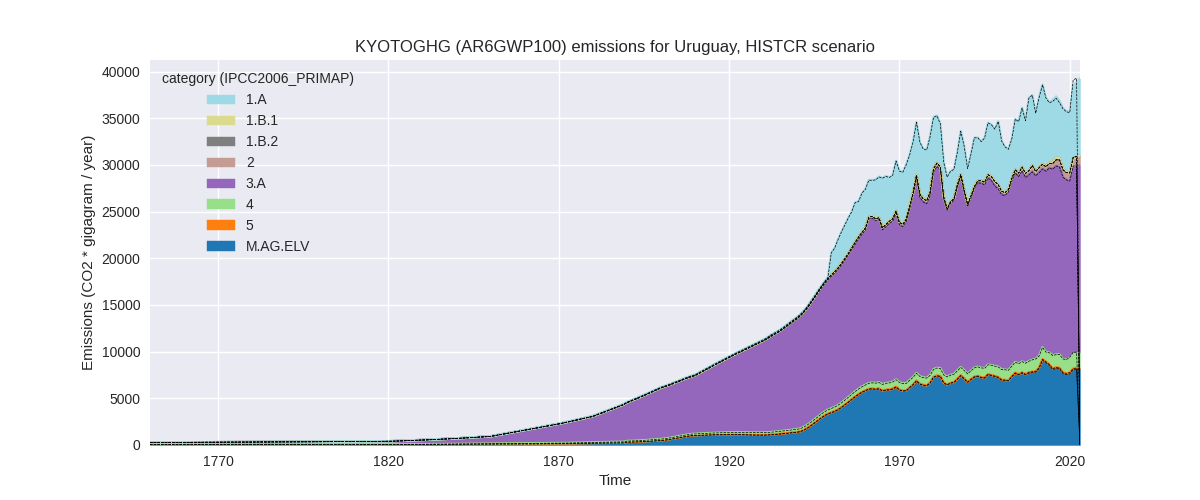 KYOTOGHG (AR6GWP100) emissions for Uruguay, HISTCR scenario
category (IPCC2006_PRIMAP)
1.A
1.B.1
1.B.2
2
3.A
4
5
M.AG.ELV
Emissions (CO2 * gigagram / year)
40000
35000
30000
25000
20000
15000
10000
5000
0
1770
1820
1870
1920
1970
2020
Time